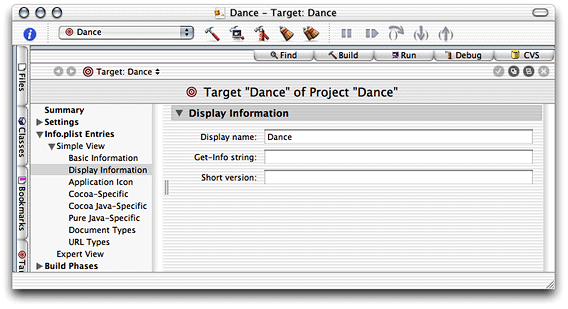 Dance - Target: Dance
Dance
Find Build Run Debug CVS
Target: Dance
Target "Dance" of Project "Dance"
Files
Classes
Bookmarks
Ta
Summary
Settings
Info.plist Entries
Simple View
Basic Information
Display Information
Application Icon
Cocoa-Specific
Cocoa Java-Specific
Pure Java-Specific
Document Types
URL Types
Expert View
Build Phases
Display Information
Display name: Dance
Get-Info string:
Short version: